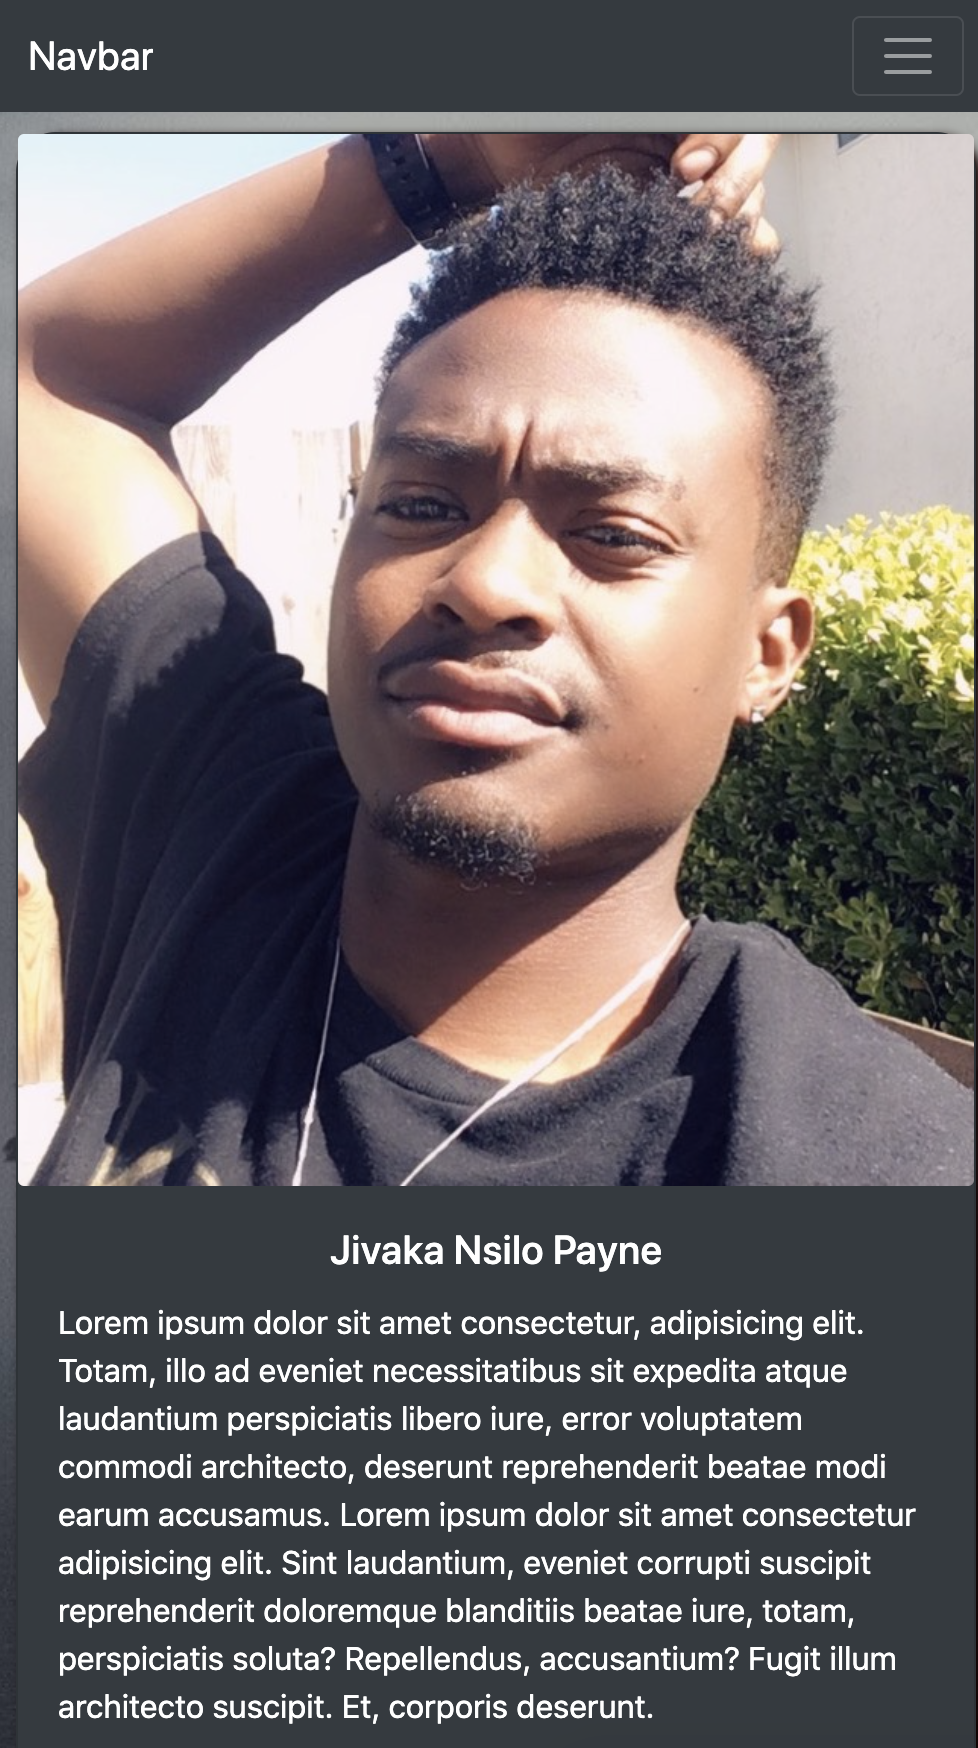 Navbar
Jivaka Nsilo Payne
Lorem ipsum dolor sit amet consectetur, adipisicing elit.
Totam, illo ad eveniet necessitatibus sit expedita atque
laudantium perspiciatis libero iure, error voluptatem
commodi architecto, deserunt reprehenderit beatae modi
earum accusamus. Lorem ipsum dolor sit amet consectetur
adipisicing elit. Sint laudantium, eveniet corrupti suscipit
reprehenderit doloremque blanditiis beatae iure, totam,
perspiciatis soluta? Repellendus, accusantium? Fugit illum
architecto suscipit. Et, corporis deserunt.